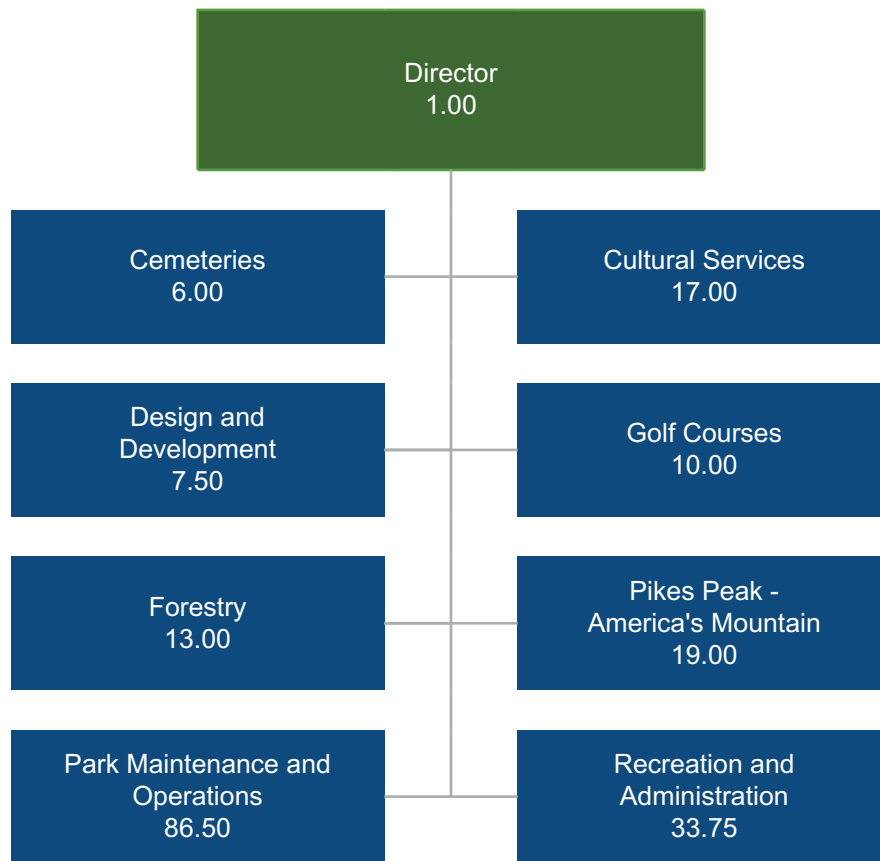 Director
1.00
Cemeteries
6.00
Cultural Services
17.00
Design and
Development
7.50
Golf Courses
10.00
Forestry
13.00
Pikes Peak -
America's Mountain
19.00
Park Maintenance and
Operations
86.50
Recreation and
Administration
33.75